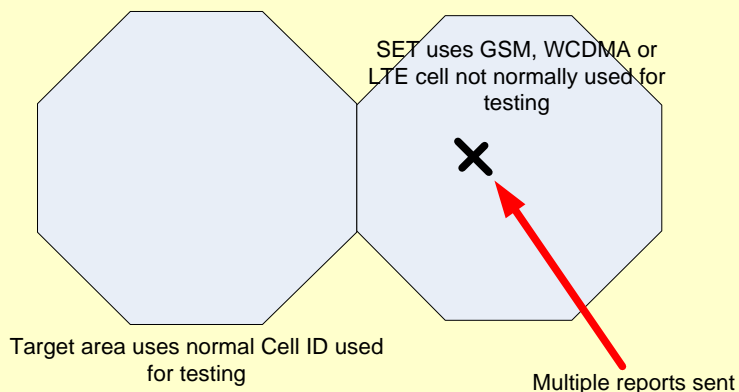 SET uses GSM, WCDMA or
LTE cell not normally used for
testing
Target area uses normal Cell ID used
for testing
Multiple reports sent